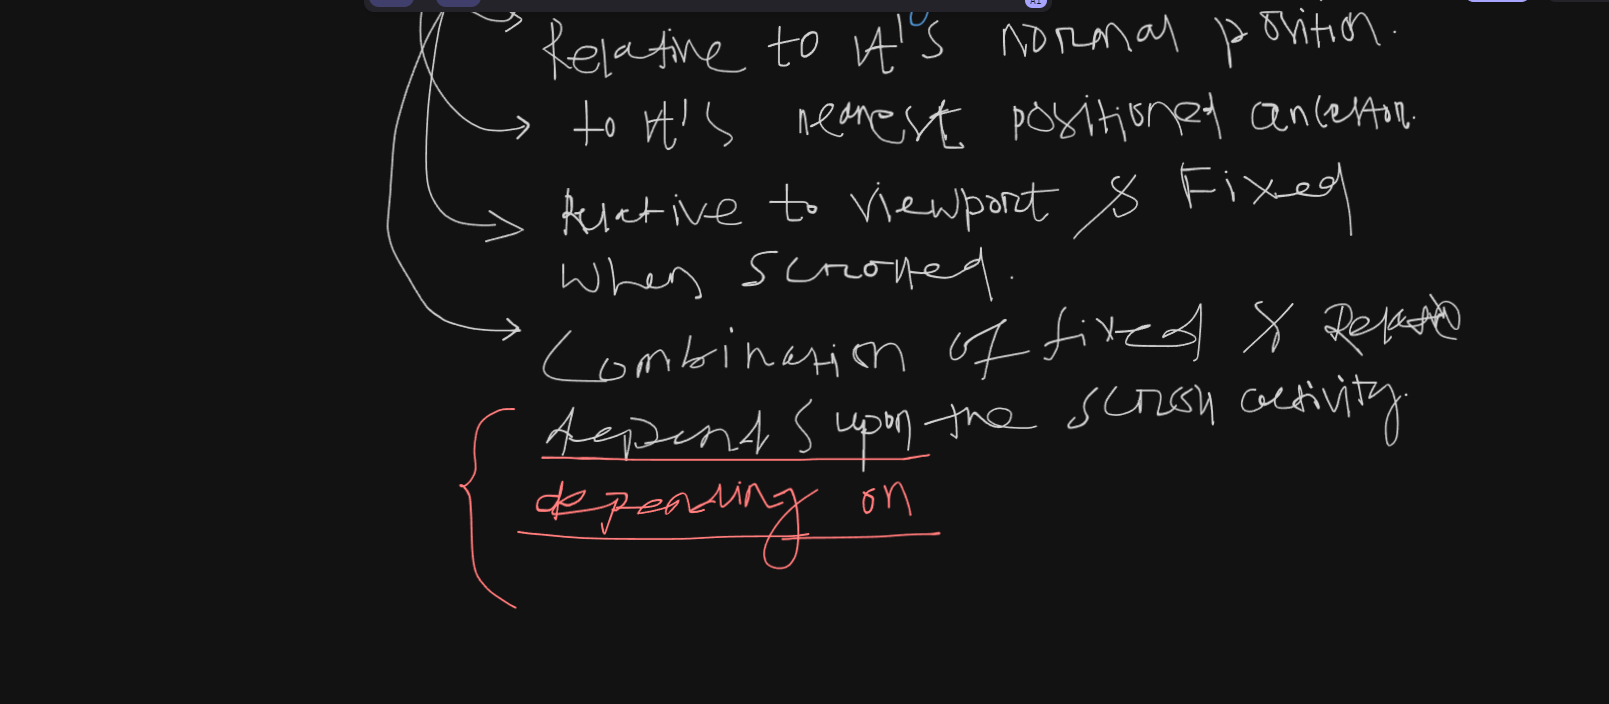 Relative to it's normal position.
to it's nearest positioned ancestor.
Relative to viewport & Fixed
when scrolled.
Combination of fixed & Relative
depends upon the scroll activity.
depending on